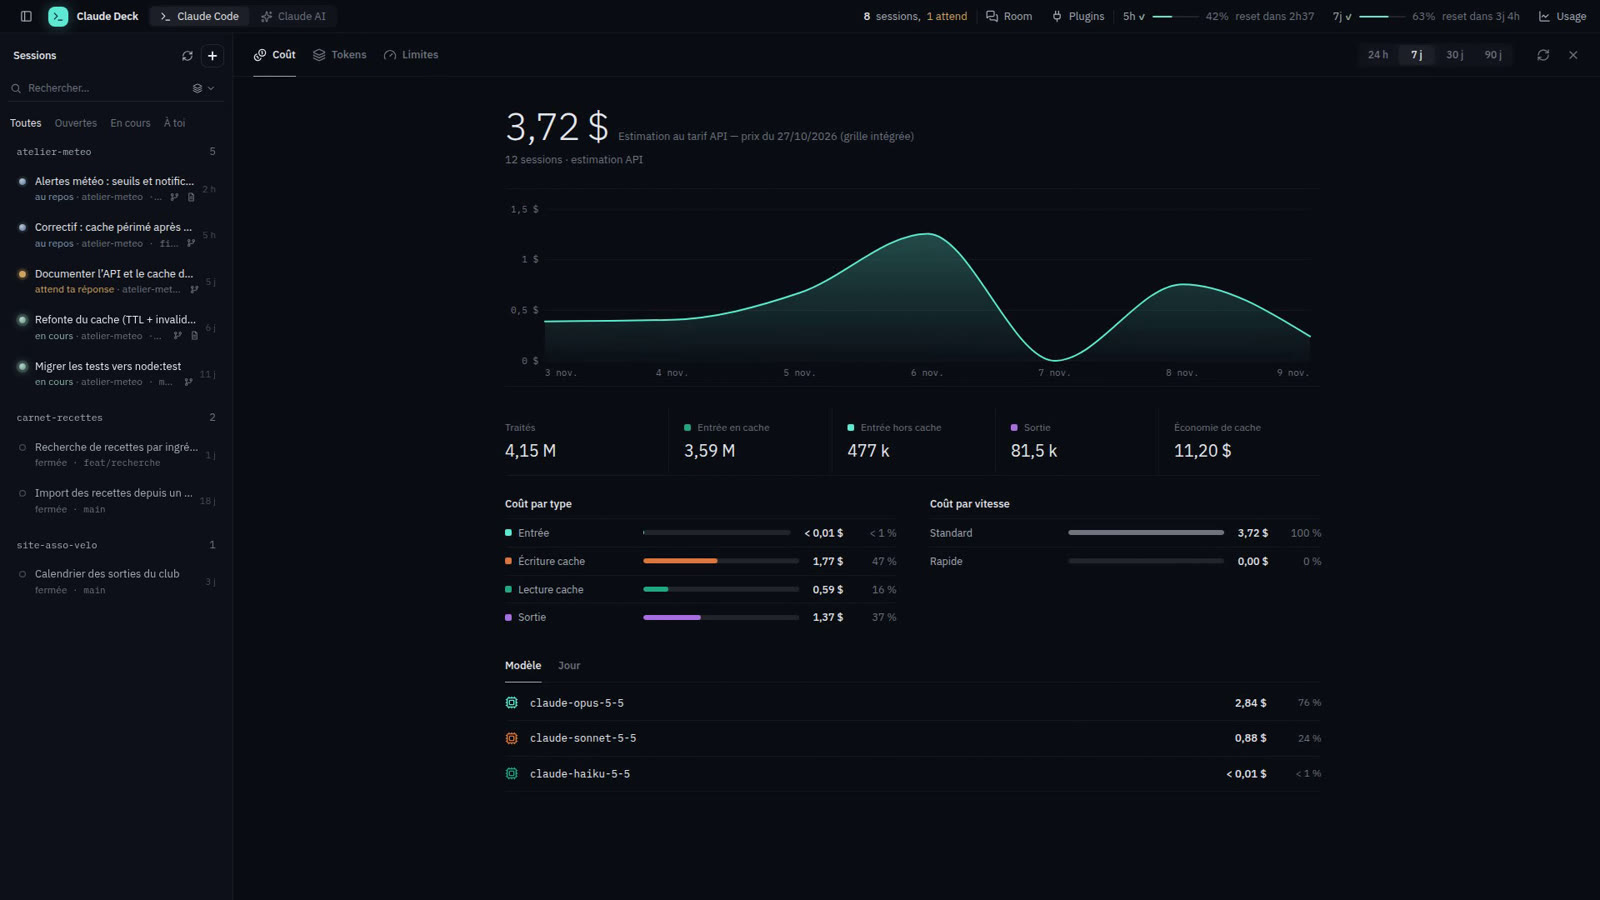 Claude Deck
Claude Code
Claude AI
8 sessions, 1 attend
Room
Plugins
5h
42% reset dans 2h37
7j
63% reset dans 3j 4h
Usage
Sessions
Rechercher…
Toutes Ouvertes En cours À toi
atelier-meteo 5
Alertes météo : seuils et notific… 2 h
au repos · atelier-meteo ·…
Correctif : cache périmé après … 5 h
au repos · atelier-meteo · fi…
Documenter l’API et le cache d… 5 j
attend ta réponse · atelier-met…
Refonte du cache (TTL + invalid… 6 j
en cours · atelier-meteo ·…
Migrer les tests vers node:test 11 j
en cours · atelier-meteo · m…
carnet-recettes 2
Recherche de recettes par ingré… 1 j
fermée · feat/recherche
Import des recettes depuis un … 18 j
fermée · main
site-asso-velo 1
Calendrier des sorties du club 3 j
fermée · main
Coût Tokens Limites
24 h 7 j 30 j 90 j
3,72 $ Estimation au tarif API — prix du 27/10/2026 (grille intégrée)
12 sessions · estimation API
1,5 $
1 $
0,5 $
0 $
3 nov. 4 nov. 5 nov. 6 nov. 7 nov. 8 nov. 9 nov.
Traités Entrée en cache Entrée hors cache Sortie Économie de cache
4,15 M 3,59 M 477 k 81,5 k 11,20 $
Coût par type
Entrée < 0,01 $ < 1 %
Écriture cache 1,77 $ 47 %
Lecture cache 0,59 $ 16 %
Sortie 1,37 $ 37 %
Coût par vitesse
Standard 3,72 $ 100 %
Rapide 0,00 $ 0 %
Modèle Jour
claude-opus-5-5 2,84 $ 76 %
claude-sonnet-5-5 0,88 $ 24 %
claude-haiku-5-5 < 0,01 $ < 1 %